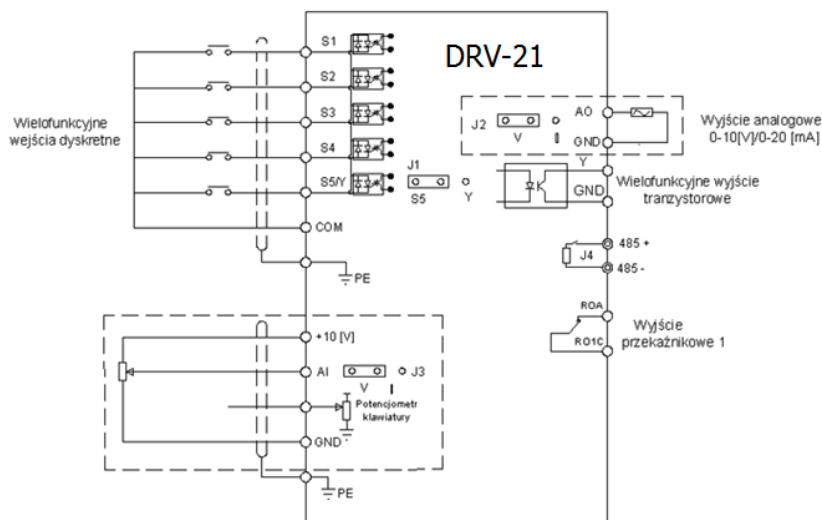 DRV-21
Wielofunkcyjne
wejścia dyskretne
S1
S2
S3
S4
S5/Y
COM
PE
J1
S5
Y
J2
V
I
AO
GND
Wyjście analogowe
0-10[V]/0-20 [mA]
Y
GND
Wielofunkcyjne wyjście
tranzystorowe
485 +
J4
485 -
ROA
RO1C
Wyjście
przekaźnikowe 1
+10 [V]
AI
V
I
J3
Potencjometr
klawiatury
GND
PE